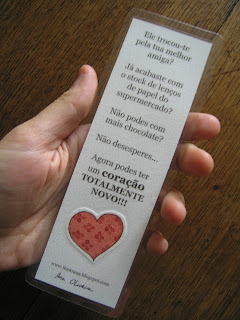 Ele trocou-te
pela tua melhor
amiga?
Já acabaste com
o stock de lenços
de papel do
supermercado?
Não podes com
mais chocolate?
Não desesperes...
Agora podes ter
um coração
TOTALMENTE
NOVO!!!